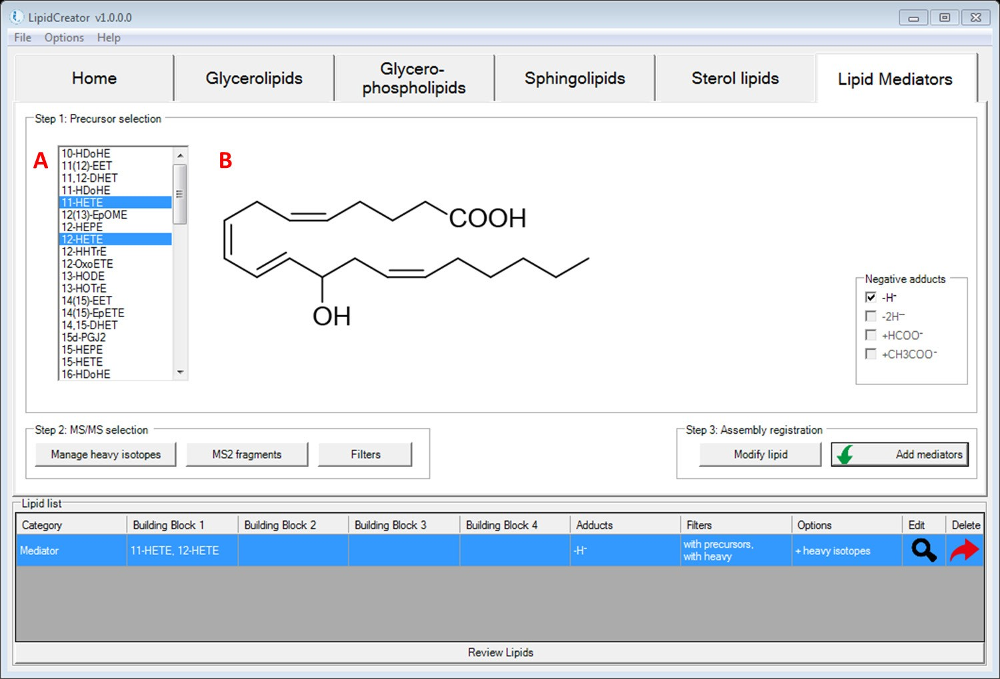 LipidCreator v1.0.0.0
File Options Help
Home
Glycerolipids
Glycero-
phospholipids
Sphingolipids
Sterol lipids
Lipid Mediators
Step 1: Precursor selection
A
10-HDoHE
11(12)-EET
11,12-DHET
11-HDoHE
11-HETE
12(13)-EpOME
12-HEPE
12-HETE
12-HHTrE
12-OxoETE
13-HODE
13-HOTrE
14(15)-EET
14(15)-EpETE
14,15-DHET
15d-PGJ2
15-HEPE
15-HETE
16-HDoHE
B
COOH
OH
Negative adducts
-H⁻
-2H⁻⁻
+HCOO⁻
+CH3COO⁻
Step 2: MS/MS selection
Manage heavy isotopes
MS2 fragments
Filters
Step 3: Assembly registration
Modify lipid
Add mediators
Lipid list
Category Building Block 1 Building Block 2 Building Block 3 Building Block 4 Adducts Filters Options Edit Delete
Mediator 11-HETE, 12-HETE -H⁻
with precursors,
with heavy
+ heavy isotopes
Review Lipids